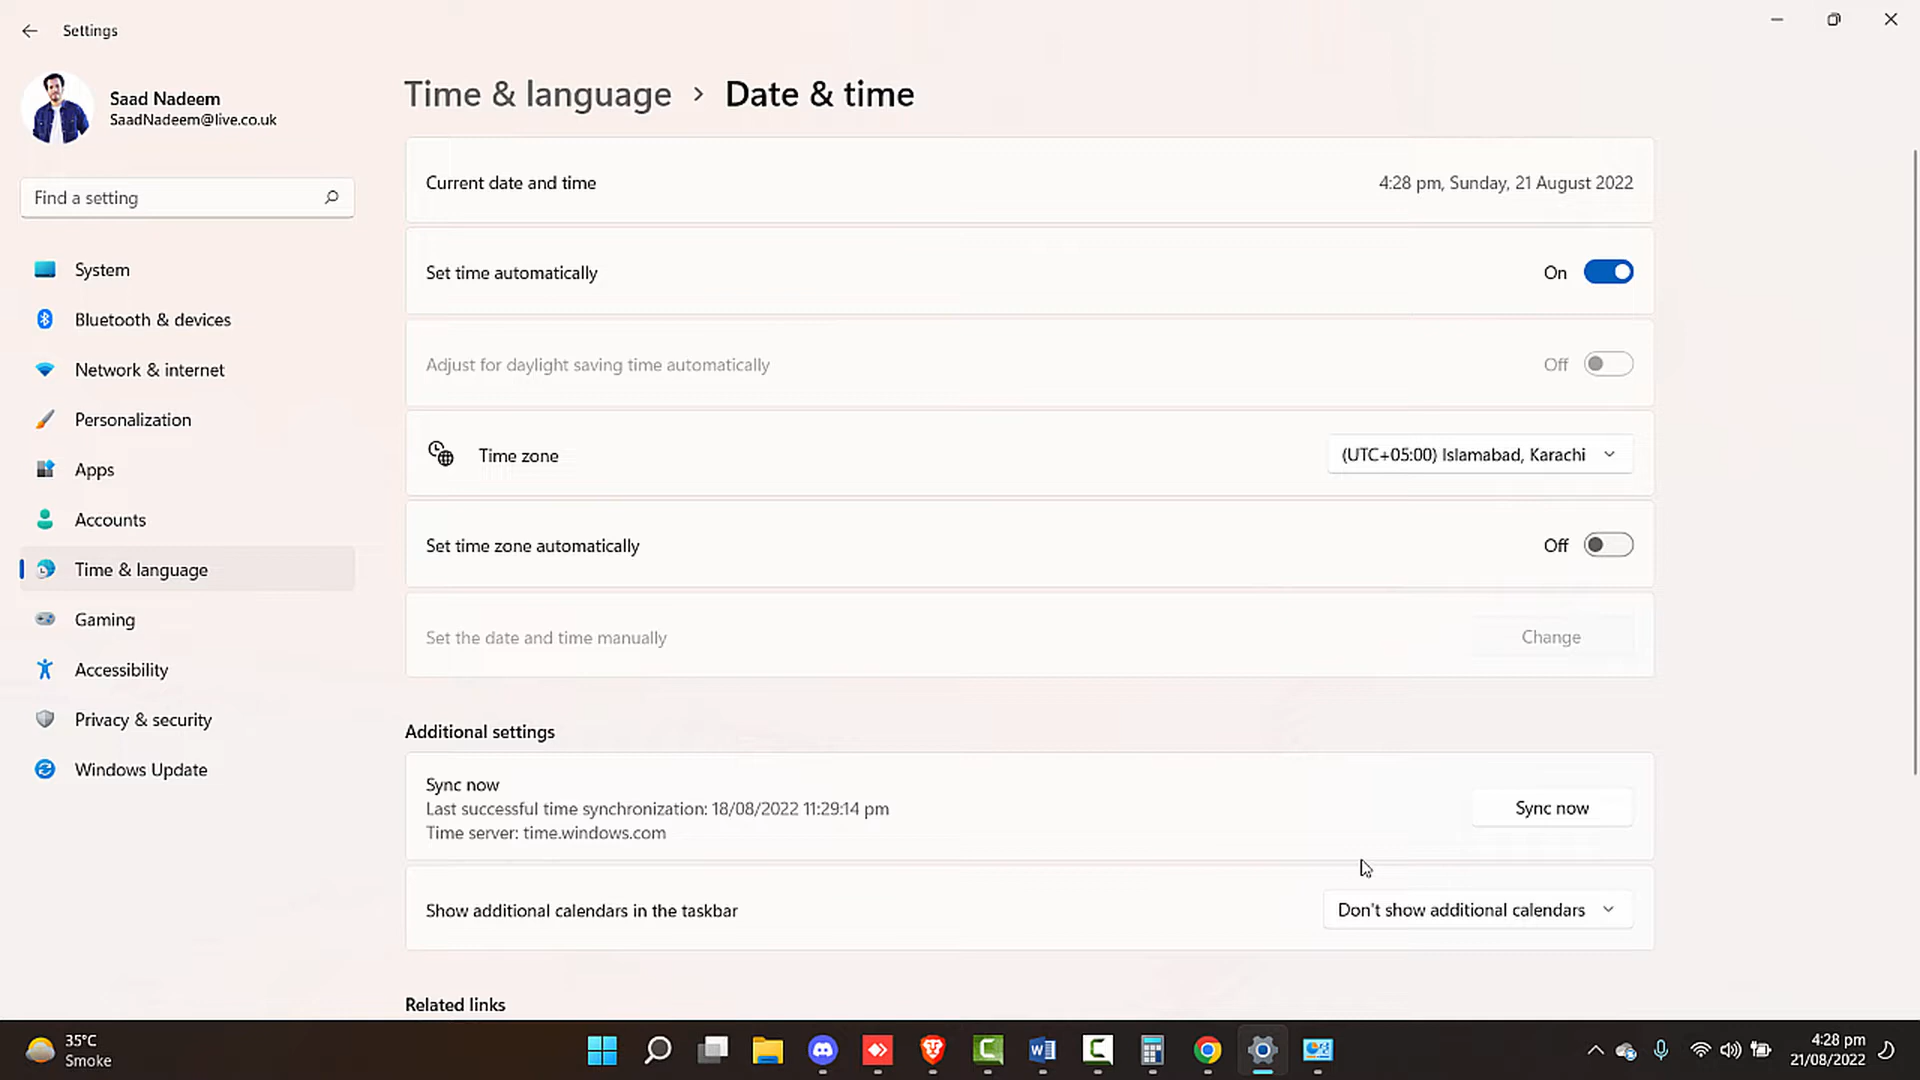 Settings
Saad Nadeem
SaadNadeem@live.co.uk
Find a setting
System
Bluetooth & devices
Network & internet
Personalization
Apps
Accounts
Time & language
Gaming
Accessibility
Privacy & security
Windows Update
Time & language > Date & time
Current date and time
4:28 pm, Sunday, 21 August 2022
Set time automatically
On
Adjust for daylight saving time automatically
Off
Time zone
(UTC+05:00) Islamabad, Karachi
Set time zone automatically
Off
Set the date and time manually
Change
Additional settings
Sync now
Last successful time synchronization: 18/08/2022 11:29:14 pm
Time server: time.windows.com
Sync now
Show additional calendars in the taskbar
Don't show additional calendars
Related links
35°C
Smoke
4:28 pm
21/08/2022